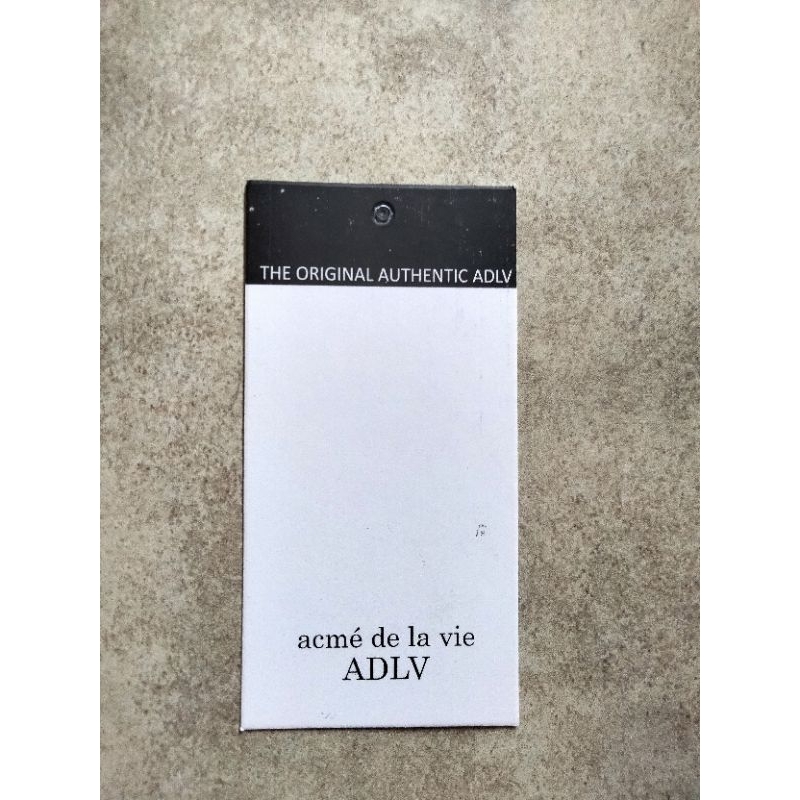 THE ORIGINAL AUTHENTIC ADLV
acmé de la vie
ADLV